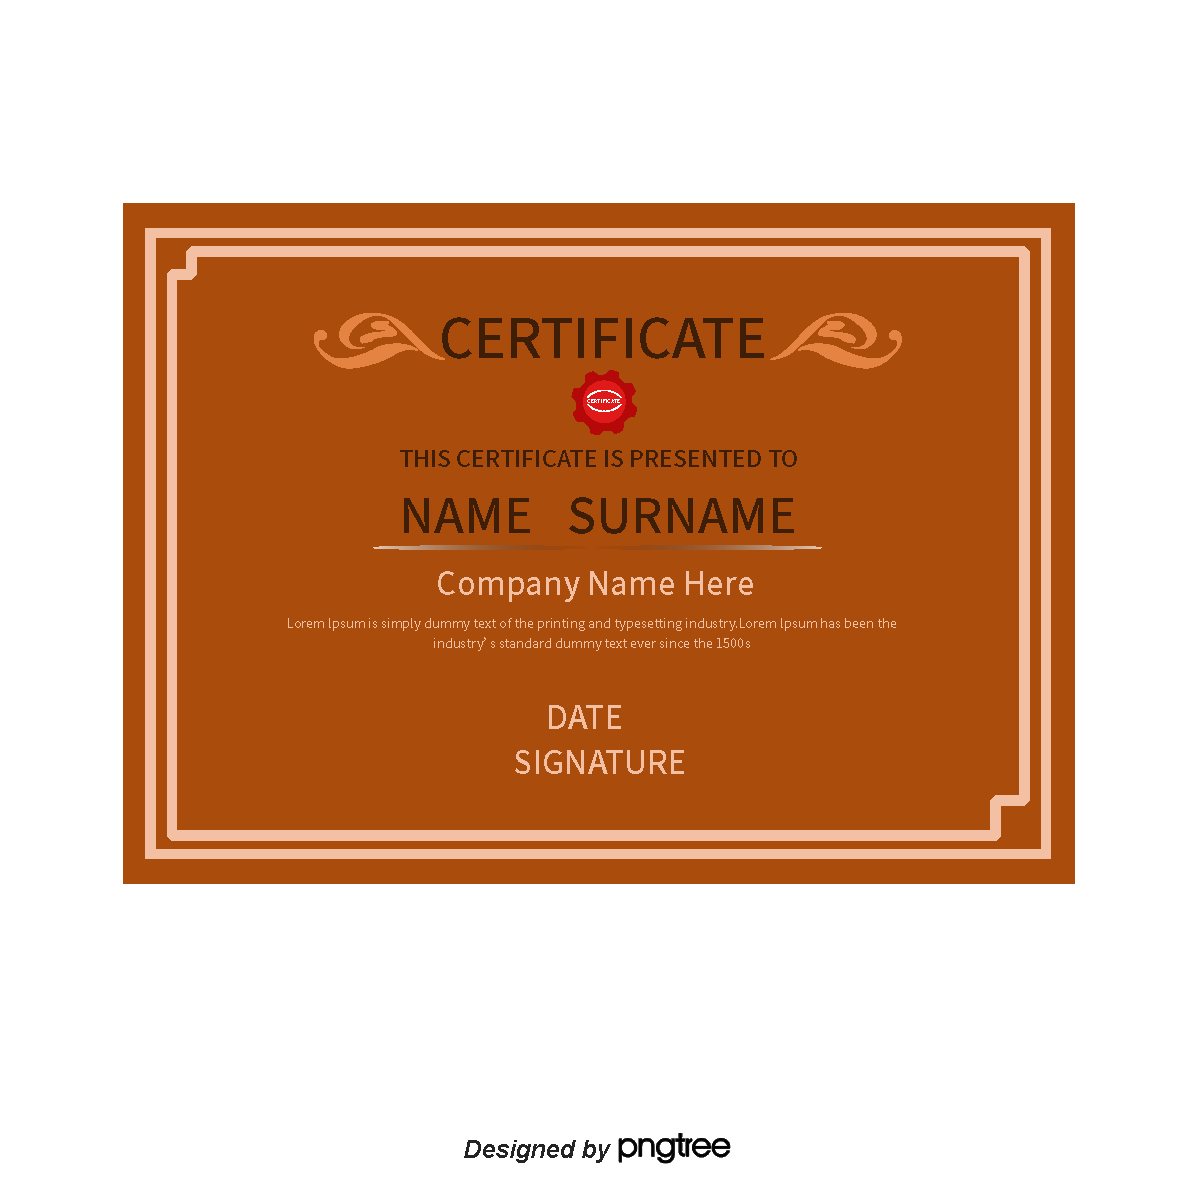 CERTIFICATE
CERTIFICATE
THIS CERTIFICATE IS PRESENTED TO
NAME SURNAME
Company Name Here
Lorem lpsum is simply dummy text of the printing and typesetting industry.Lorem lpsum has been the
industry’s standard dummy text ever since the 1500s
DATE
SIGNATURE
Designed by pngtree